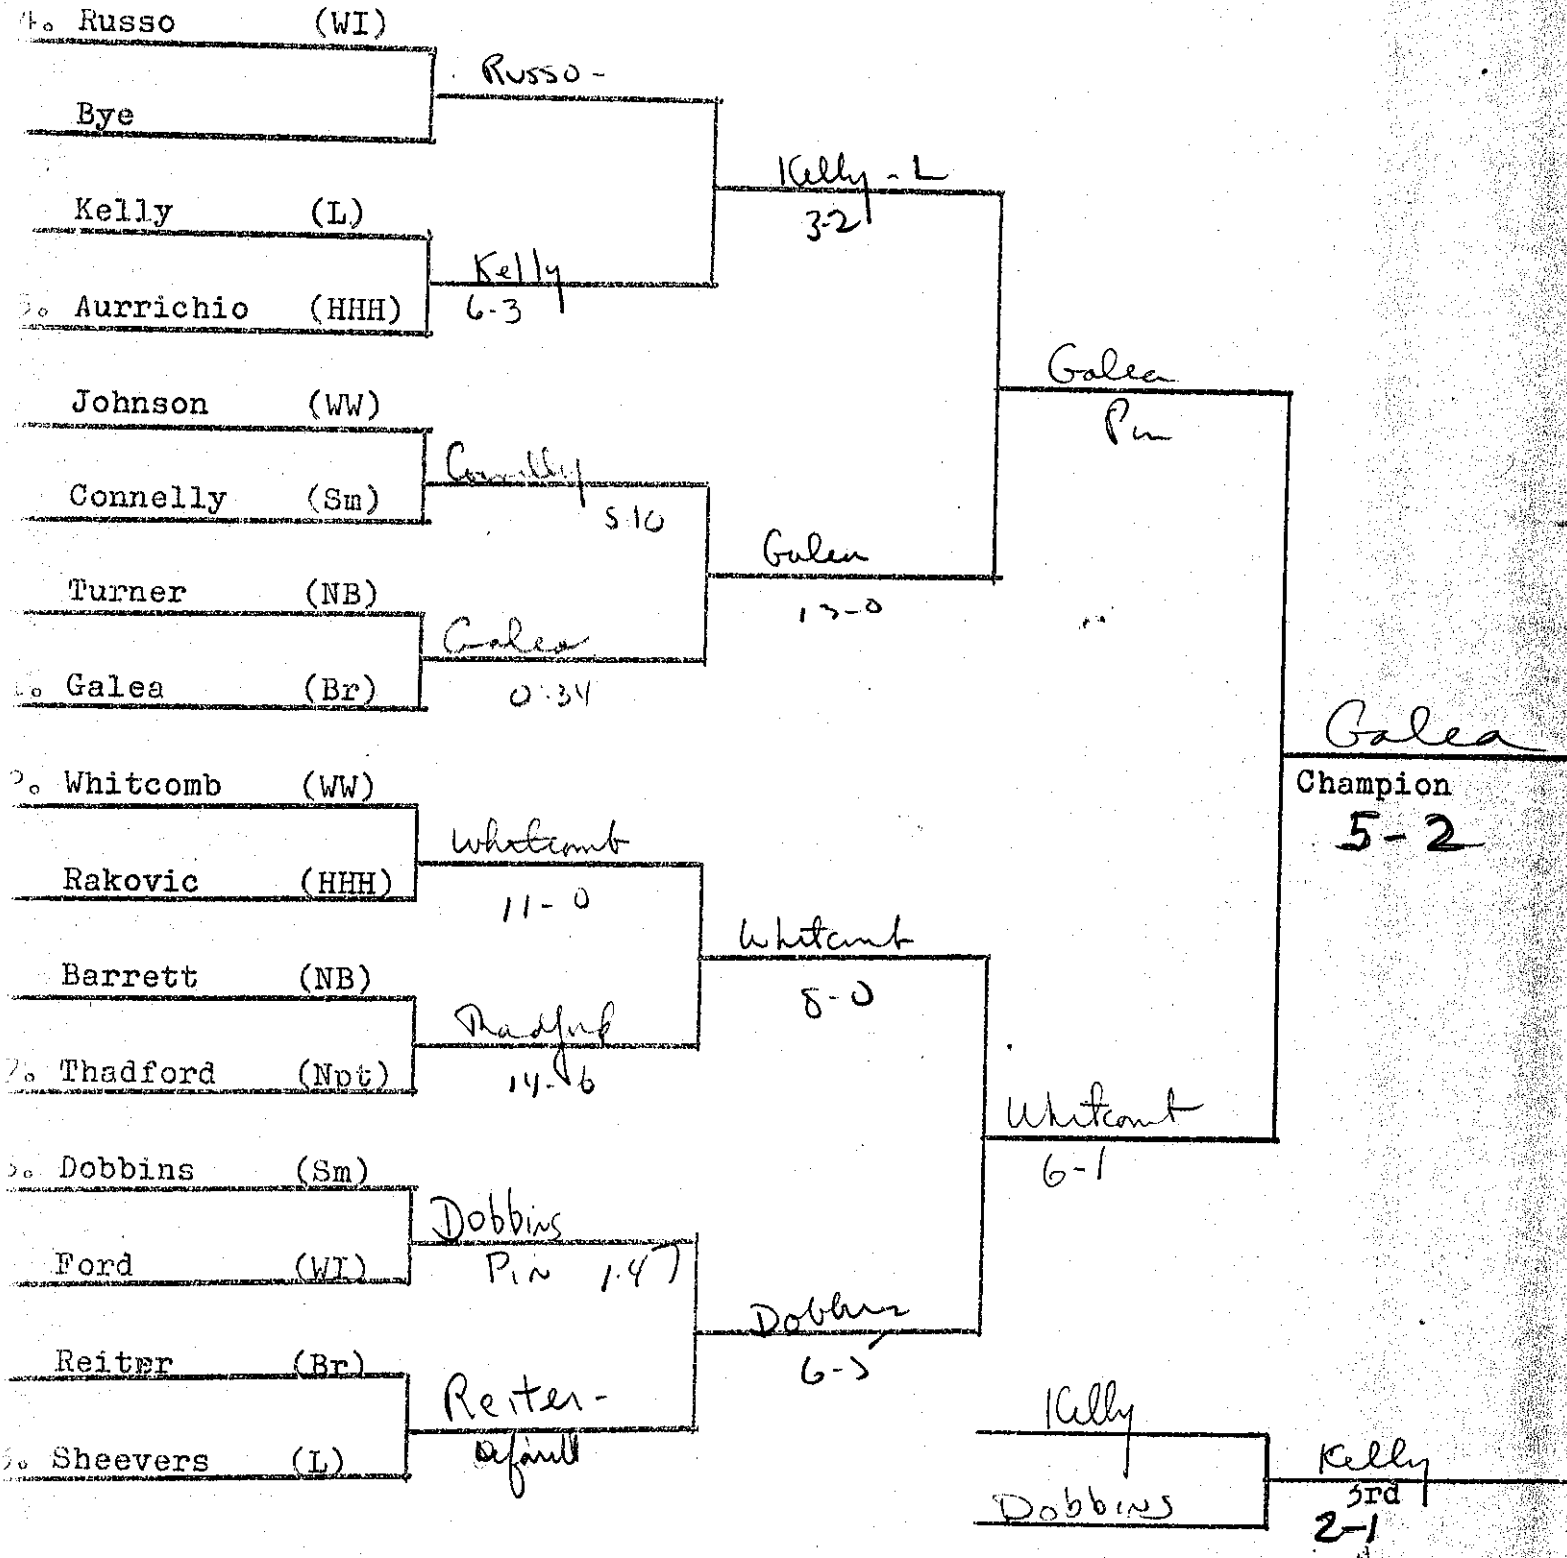 4. Russo (WI)
Russo -
Bye
Kelly - L
3-2
Kelly (L)
Kelly
6-3
Aurrichio (HHH)
Galea
Pin
Johnson (WW)
Connelly
5:10
Connelly (Sm)
Galea
13-0
Turner (NB)
Galea
0:34
Galea (Br)
Galea
Champion
5-2
Whitcomb (WW)
Whitcomb
11-0
Rakovic (HHH)
Whitcomb
8-0
Barrett (NB)
Thadford
14-6
Thadford (Npt)
Whitcomb
6-1
Dobbins (Sm)
Dobbins
Pin 1:47
Ford (WI)
Dobbins
Reiter (Br)
Reiter -
Default
Sheevers (L)
Kelly
Dobbins
Kelly
3rd
2-1